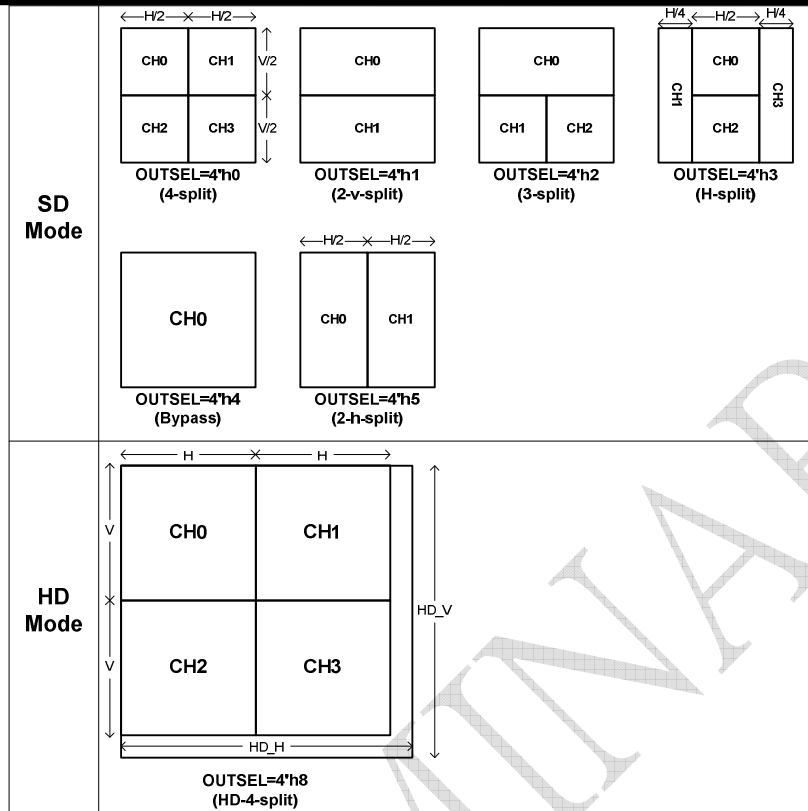 H/2 H/2
H/4 H/2 H/4
CH0 CH1
V/2
CH2 CH3
V/2
OUTSEL=4'h0
(4-split)
CH0
CH1
OUTSEL=4'h1
(2-v-split)
CH0
CH1 CH2
OUTSEL=4'h2
(3-split)
CH1
CH0
CH2
CH3
OUTSEL=4'h3
(H-split)
SD
Mode
CH0
OUTSEL=4'h4
(Bypass)
H/2 H/2
CH0 CH1
OUTSEL=4'h5
(2-h-split)
HD
Mode
H H
V
CH0 CH1
HD_V
V
CH2 CH3
HD_H
OUTSEL=4'h8
(HD-4-split)
MINAR